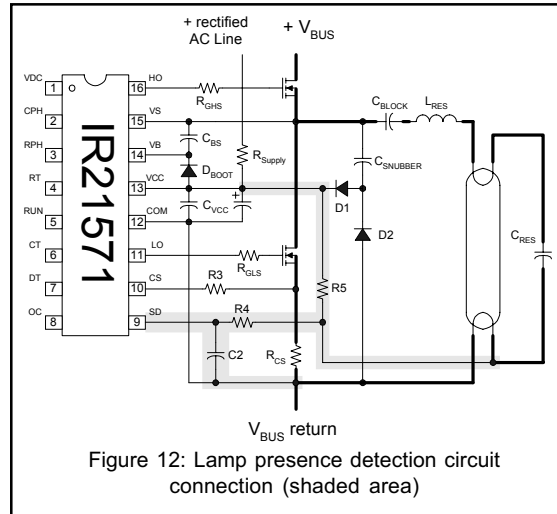 + rectified
AC Line
+ VBUS
VDC 1
CPH 2
RPH 3
RT 4
RUN 5
CT 6
DT 7
OC 8
IR21571
16 HO
15 VS
14 VB
13 VCC
12 COM
11 LO
10 CS
9 SD
RGHS
CBS
DBOOT
RSupply
CVCC
RGLS
R3
R4
C2
RCS
R5
D1
D2
CBLOCK
LRES
CSNUBBER
CRES
VBUS return
Figure 12: Lamp presence detection circuit
connection (shaded area)